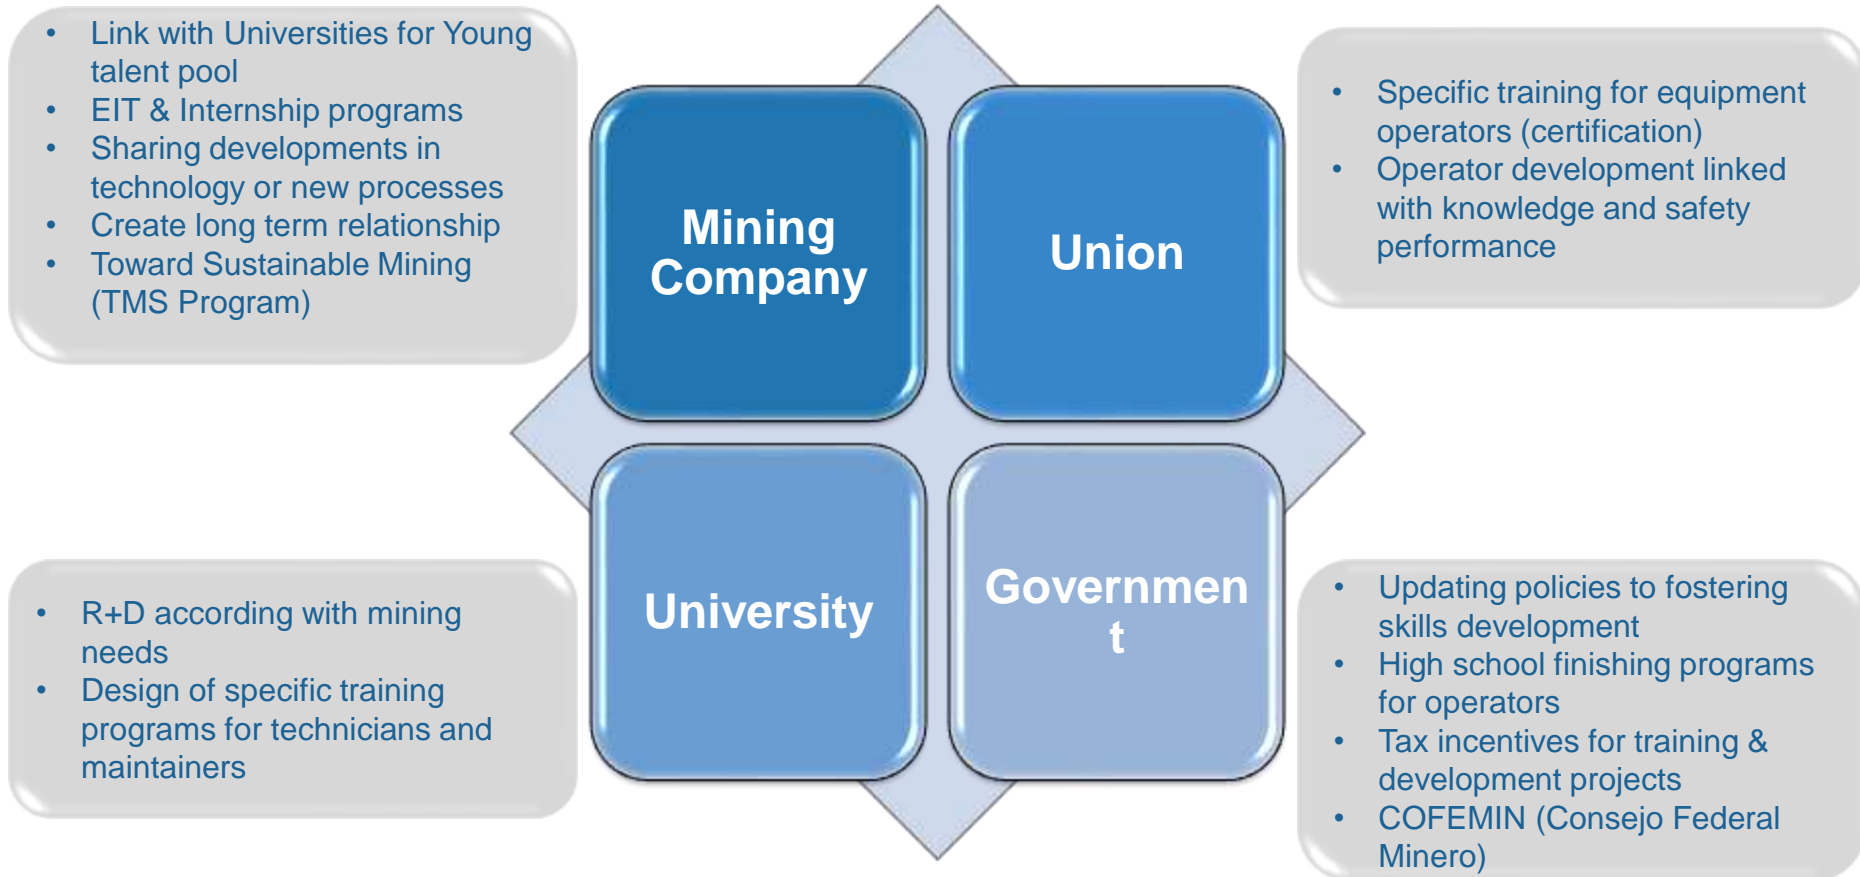 • Link with Universities for Young
talent pool
• EIT & Internship programs
• Sharing developments in
technology or new processes
• Create long term relationship
• Toward Sustainable Mining
(TMS Program)
Mining
Company
Union
• Specific training for equipment
operators (certification)
• Operator development linked
with knowledge and safety
performance
• R+D according with mining
needs
• Design of specific training
programs for technicians and
maintainers
University
Governmen
t
• Updating policies to fostering
skills development
• High school finishing programs
for operators
• Tax incentives for training &
development projects
• COFEMIN (Consejo Federal
Minero)